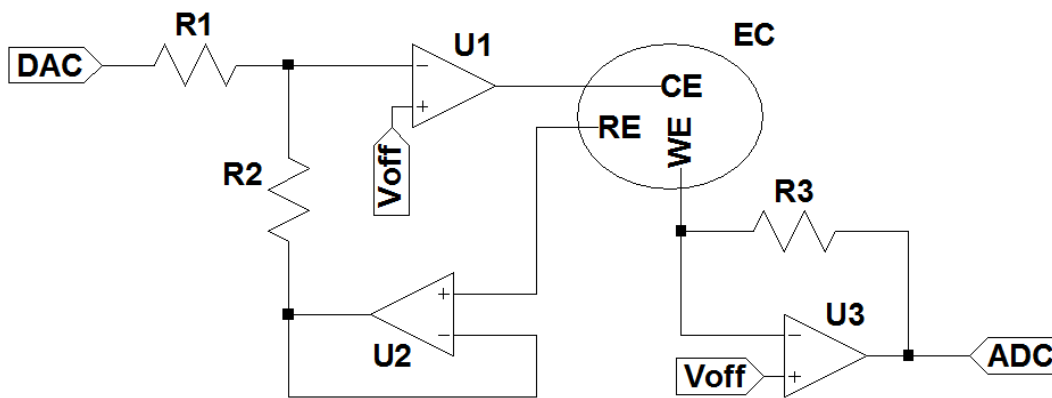 R1
EC
U1
DAC
−
CE
+
RE
WE
Voff
R2
R3
+
U3
−
U2
−
ADC
Voff
+